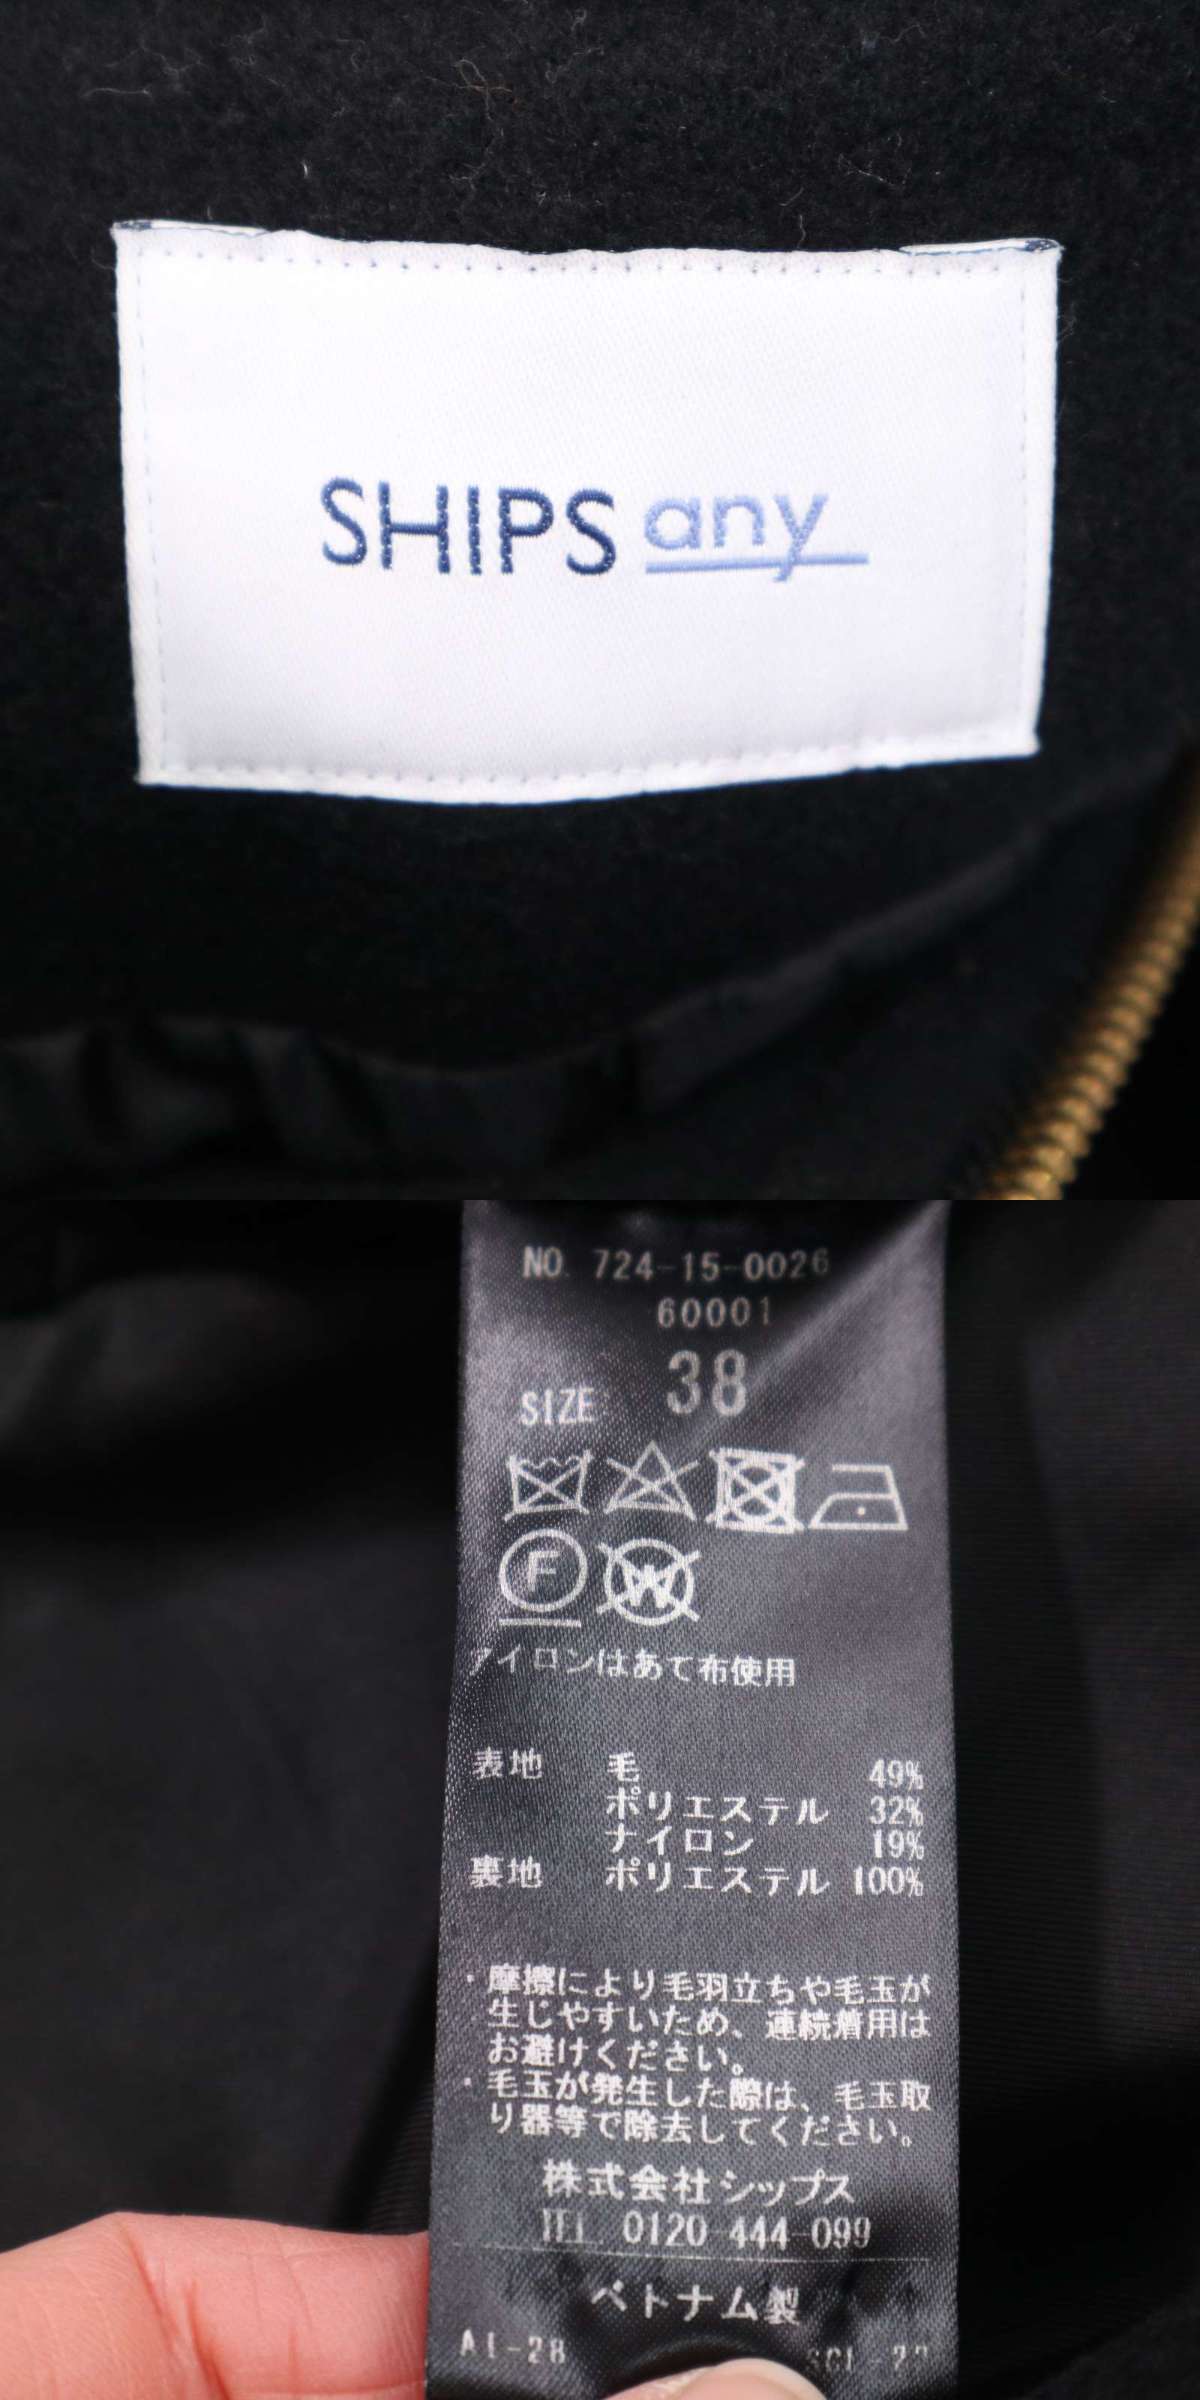 SHIPS any
NO. 724-15-0026
60001
SIZE 38
F
W
アイロンはあて布使用
表地 毛 49%
ポリエステル 32%
ナイロン 19%
裏地 ポリエステル 100%
・摩擦により毛羽立ちや毛玉が
生じやすいため、連続着用は
お避けください。
・毛玉が発生した際は、毛玉取
り器等で除去してください。
株式会社シップス
TEL 0120-444-099
ベトナム製